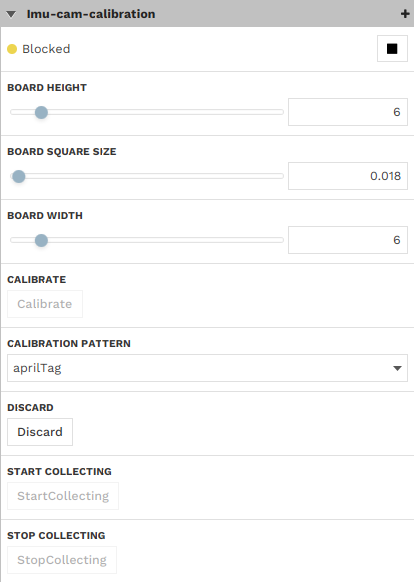 Imu-cam-calibration
Blocked
BOARD HEIGHT
6
BOARD SQUARE SIZE
0.018
BOARD WIDTH
6
CALIBRATE
Calibrate
CALIBRATION PATTERN
aprilTag
DISCARD
Discard
START COLLECTING
StartCollecting
STOP COLLECTING
StopCollecting